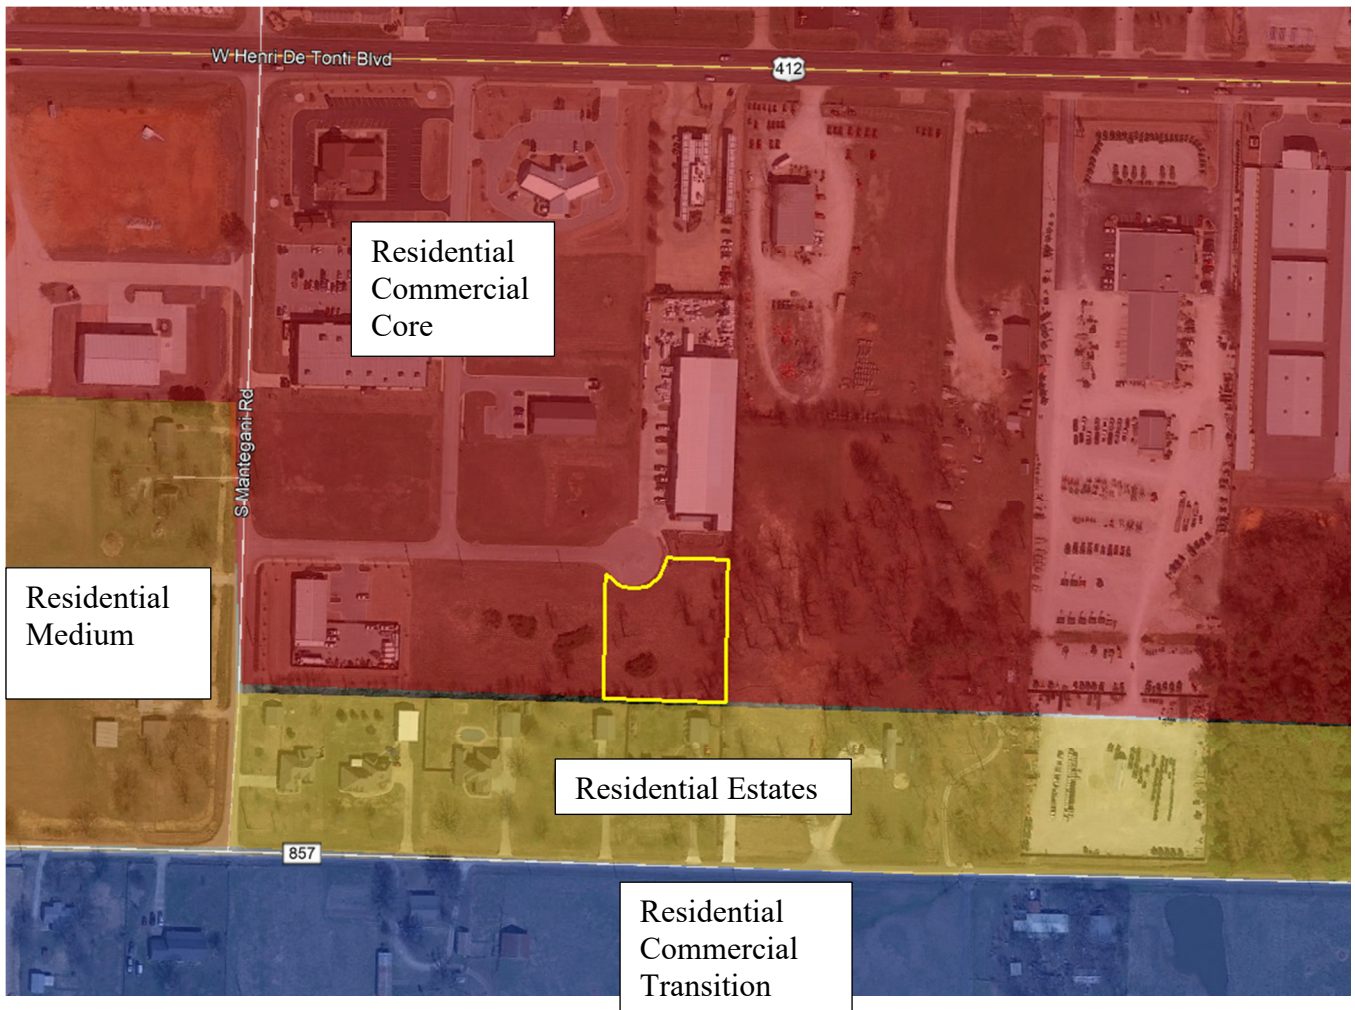 W Henri De Tonti Blvd
412
Residential
Commercial
Core
S Mantegani Rd
Residential
Medium
Residential Estates
857
Residential
Commercial
Transition